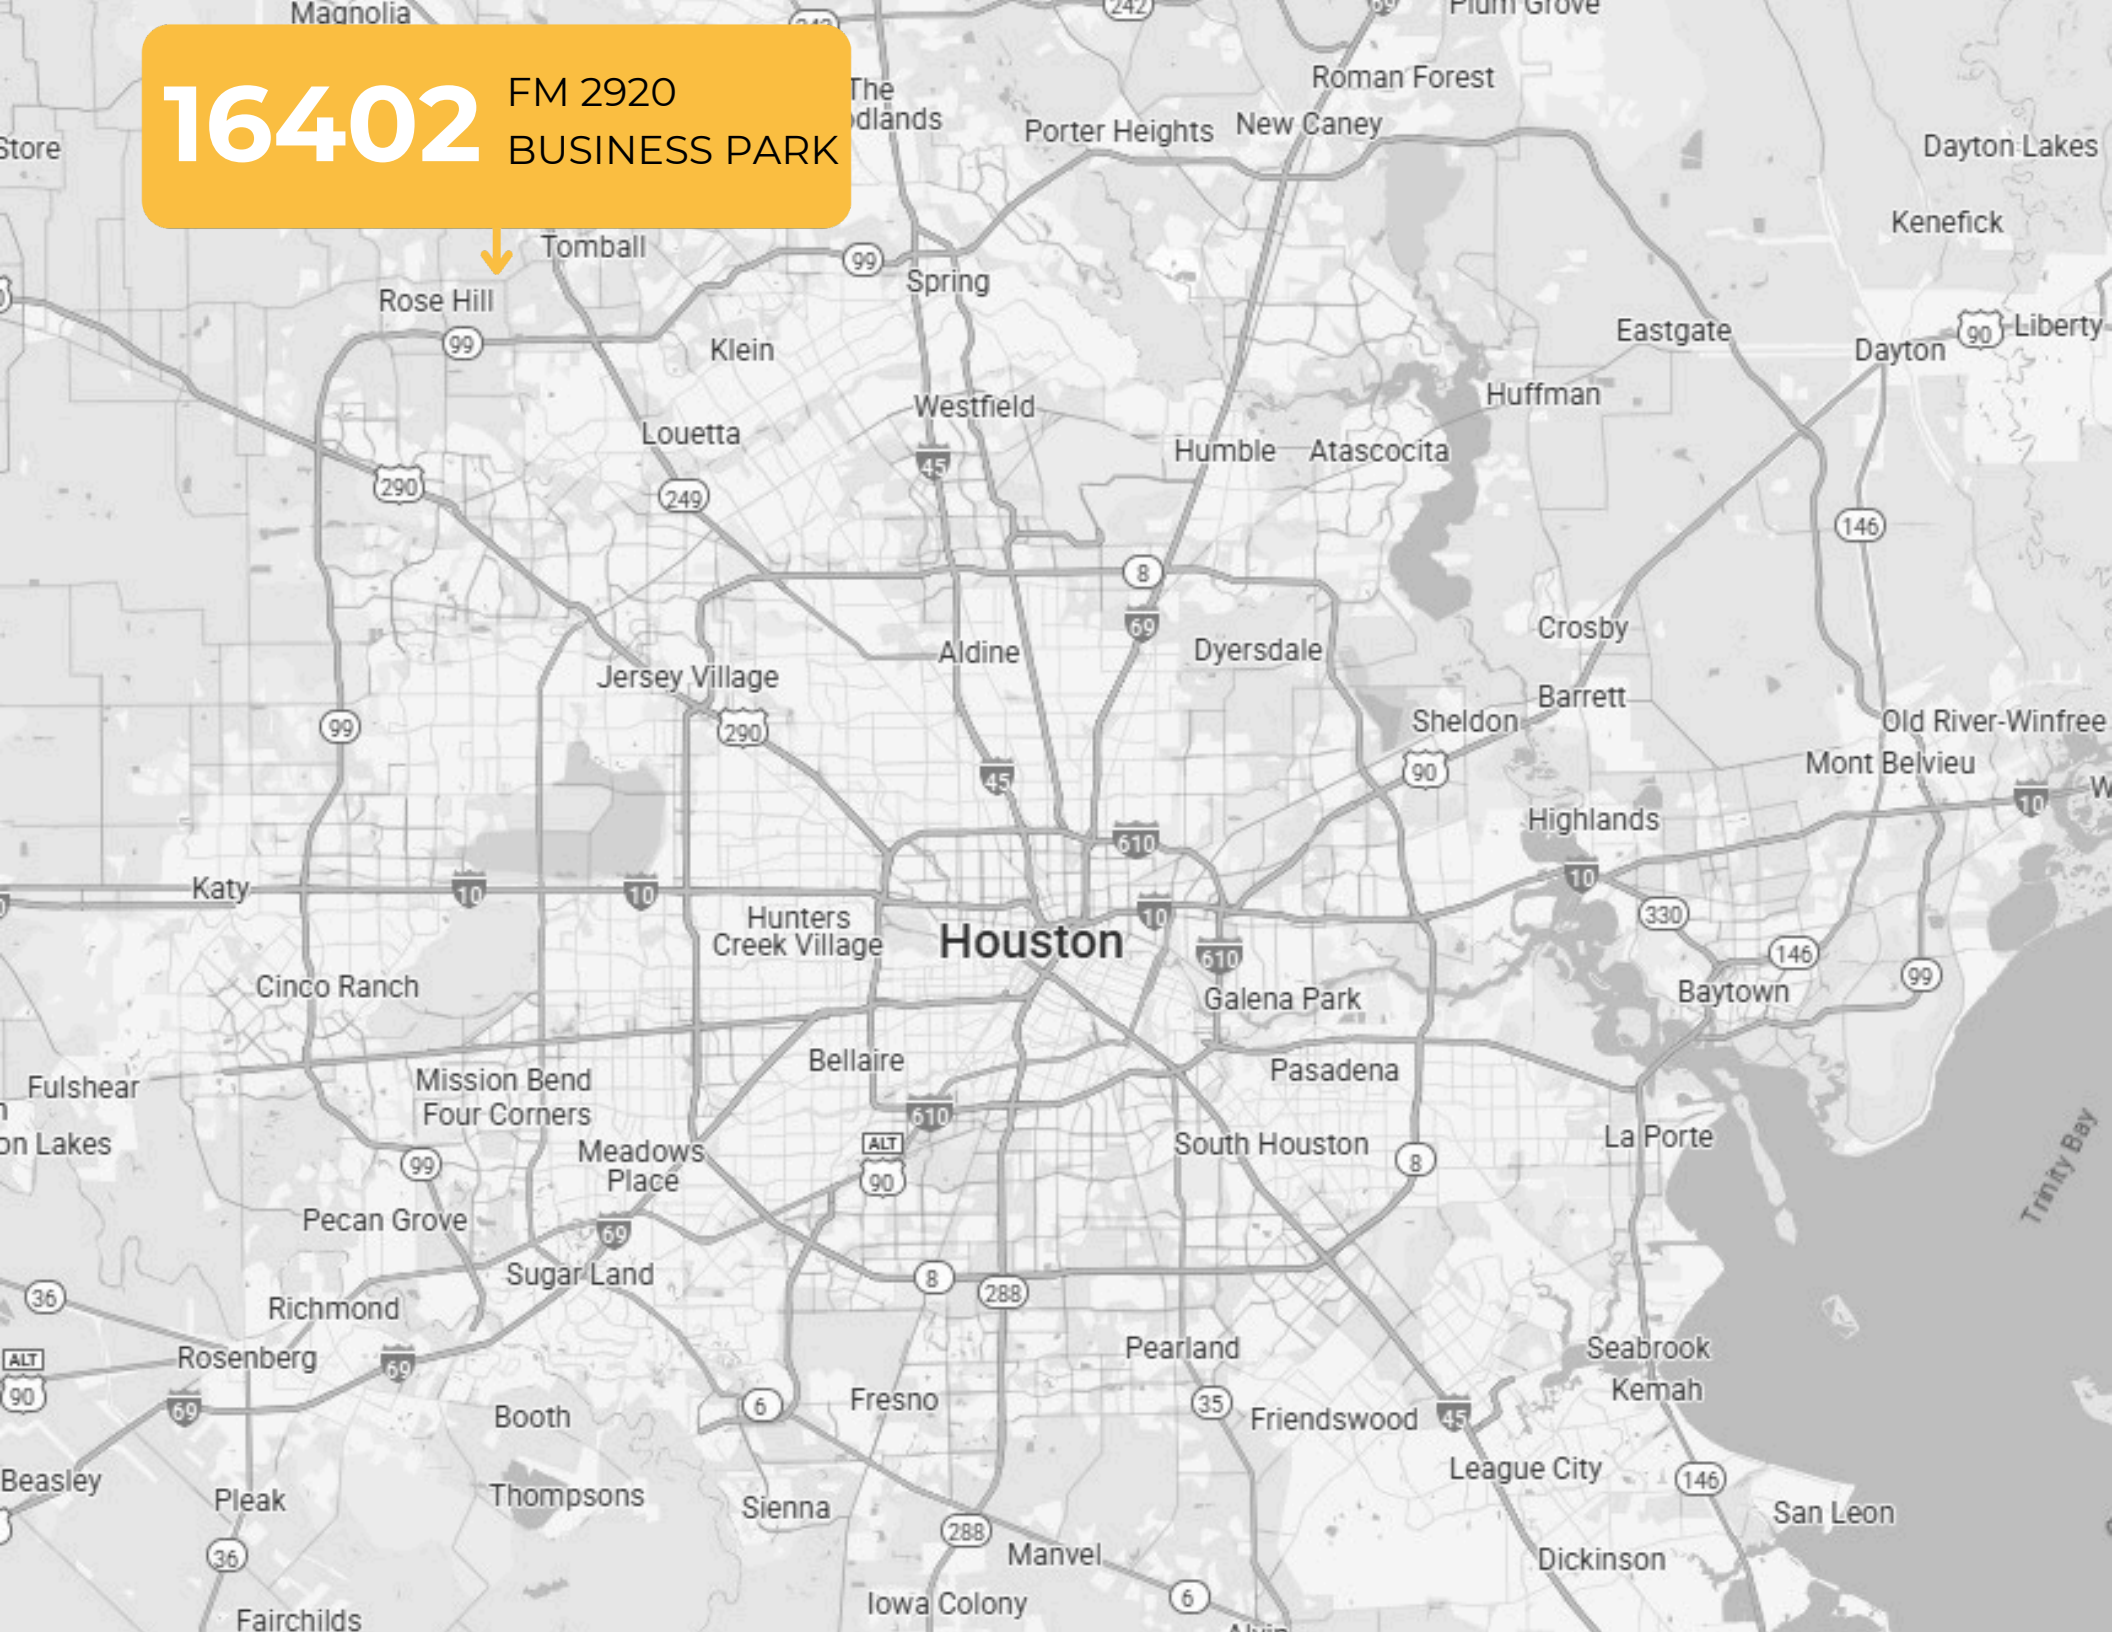 Magnolia
242
242
69
Plum Grove
16402
FM 2920
BUSINESS PARK
The
odlands
Roman Forest
Porter Heights
New Caney
Store
Dayton Lakes
Kenefick
Tomball
99
Spring
Rose Hill
99
Klein
Eastgate
90
Liberty
Dayton
Huffman
Westfield
Louetta
45
Humble
Atascocita
290
249
146
8
69
Crosby
Aldine
Dyersdale
Jersey Village
Barrett
99
290
Sheldon
Old River-Winfree
90
Mont Belvieu
45
10
W
Highlands
610
Katy
10
10
10
10
330
Hunters
Creek Village
Houston
610
146
99
Cinco Ranch
Galena Park
Baytown
Bellaire
Pasadena
Fulshear
Mission Bend
Four Corners
610
on Lakes
Meadows
Place
ALT
90
South Houston
8
La Porte
Trinity Bay
99
Pecan Grove
69
Sugar Land
8
288
36
Richmond
Pearland
Seabrook
ALT
90
Rosenberg
69
Kemah
69
6
Fresno
35
Friendswood
45
Booth
League City
146
Beasley
Pleak
Thompsons
Sienna
San Leon
288
36
Manvel
Dickinson
6
Iowa Colony
Fairchilds
Alvin